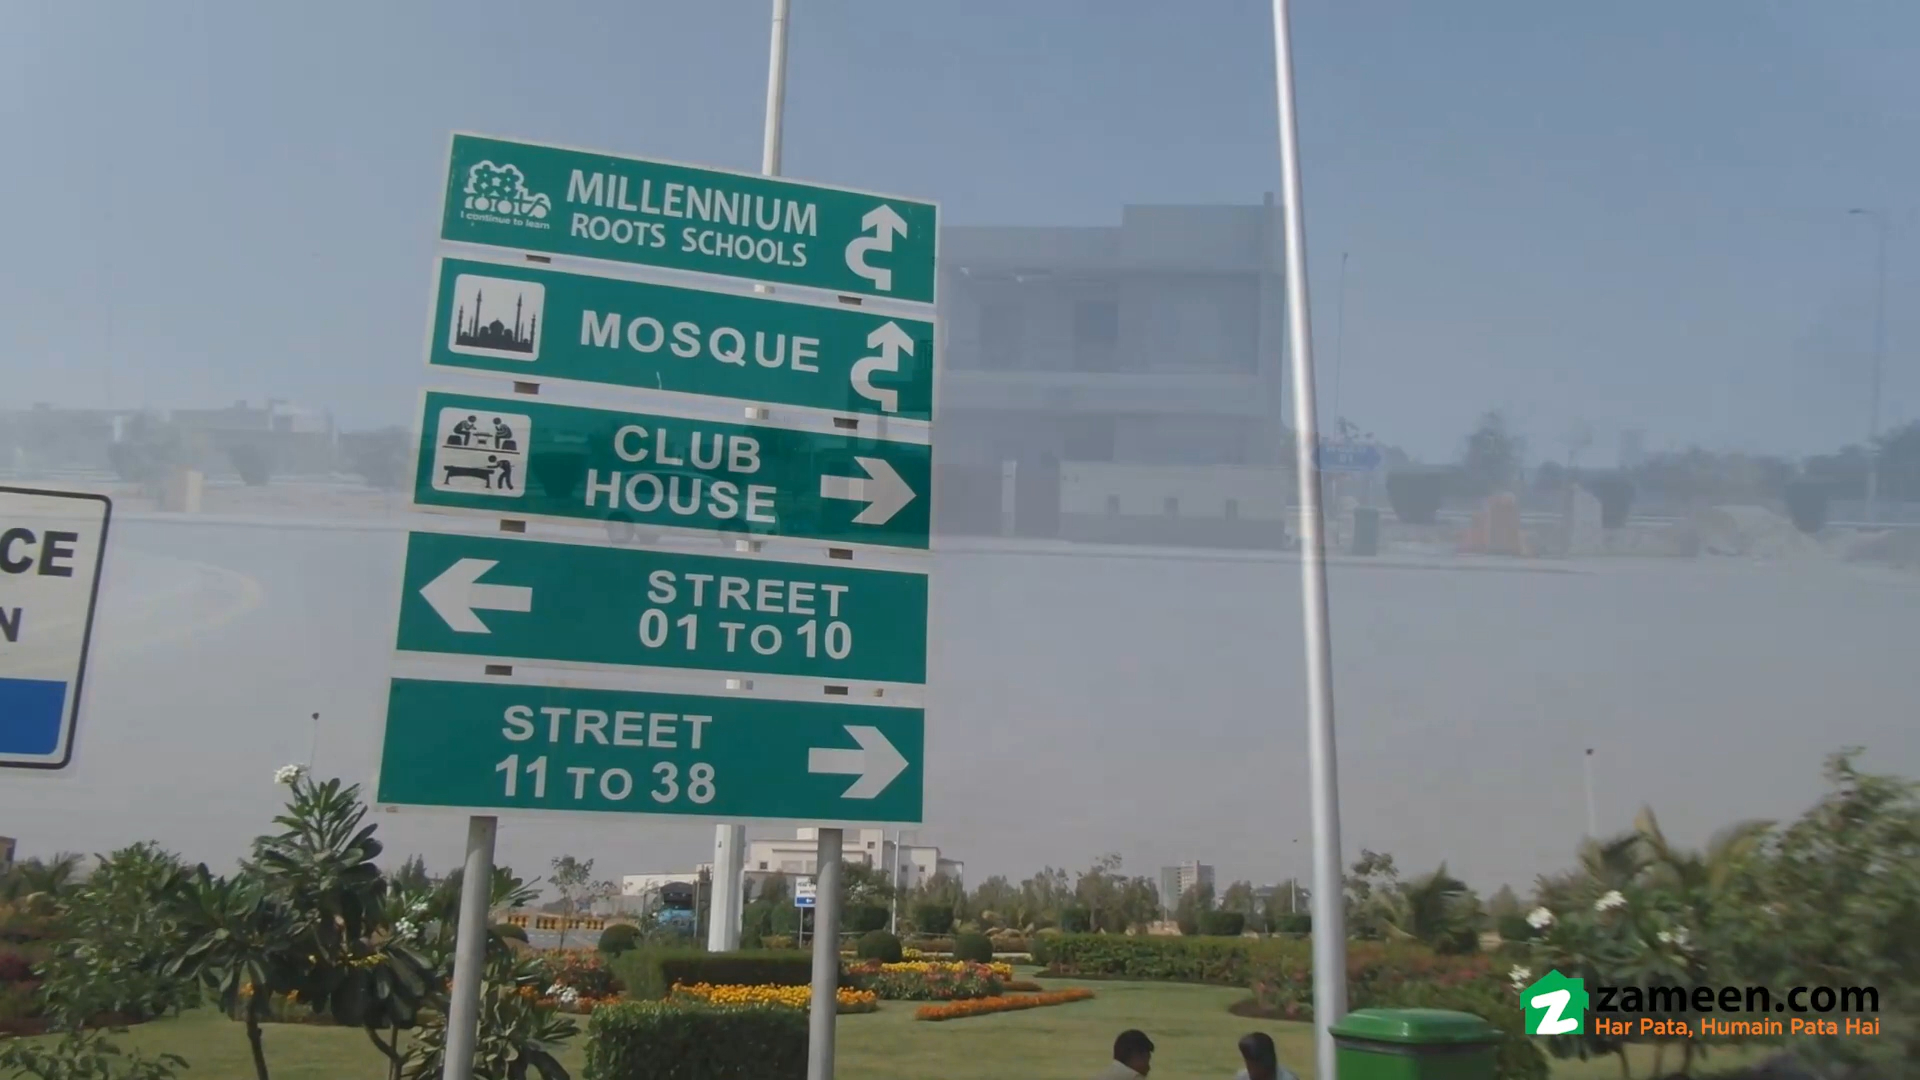 roots
I continue to learn
MILLENNIUM
ROOTS SCHOOLS
MOSQUE
CLUB
HOUSE
STREET
01 TO 10
STREET
11 TO 38
CE
N
zameen.com
Har Pata, Humain Pata Hai